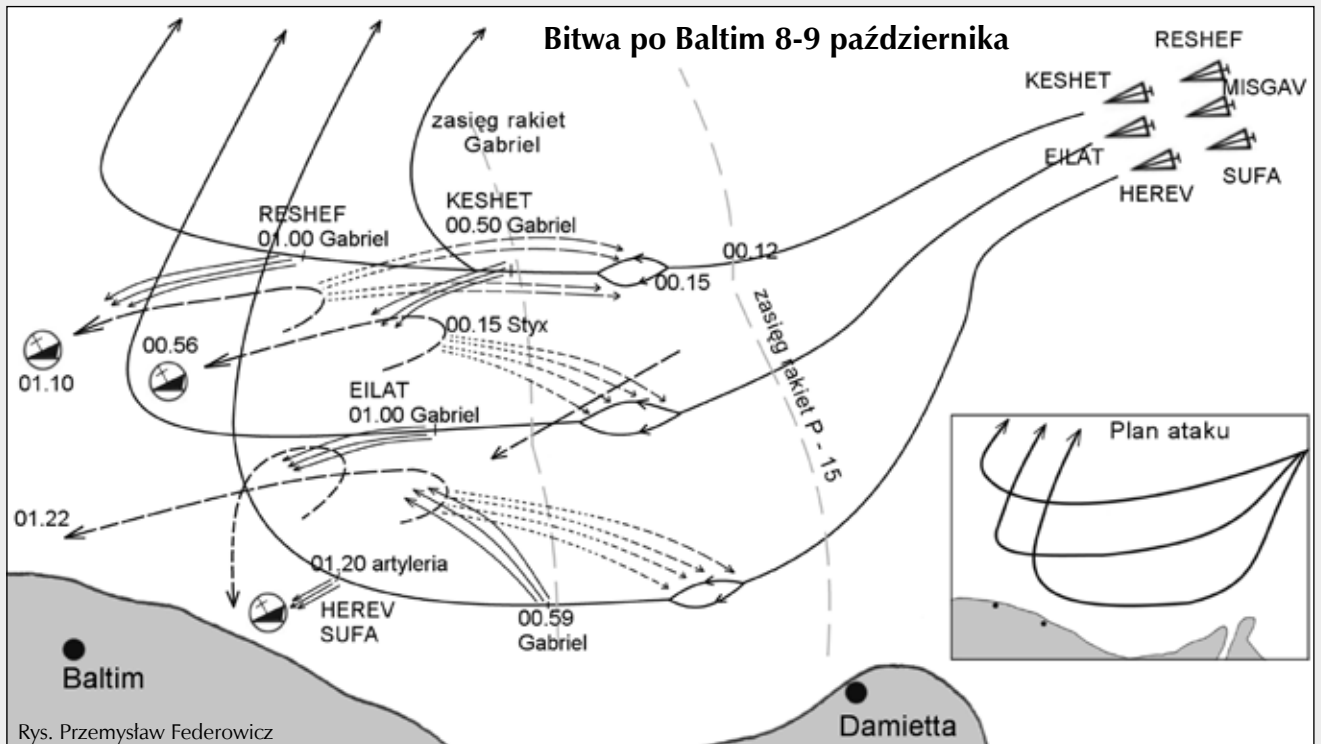 Bitwa po Baltim 8-9 października
RESHEF
KESHET
MISGAV
EILAT
SUFA
HEREV
zasięg rakiet
Gabriel
KESHET
00.50 Gabriel
RESHEF
01.00 Gabriel
00.12
00.15
zasięg rakiet P - 15
00.15 Styx
00.56
01.10
EILAT
01.00 Gabriel
Plan ataku
01.22
01.20 artyleria
HEREV
SUFA
00.59
Gabriel
Baltim
Damietta
Rys. Przemysław Federowicz